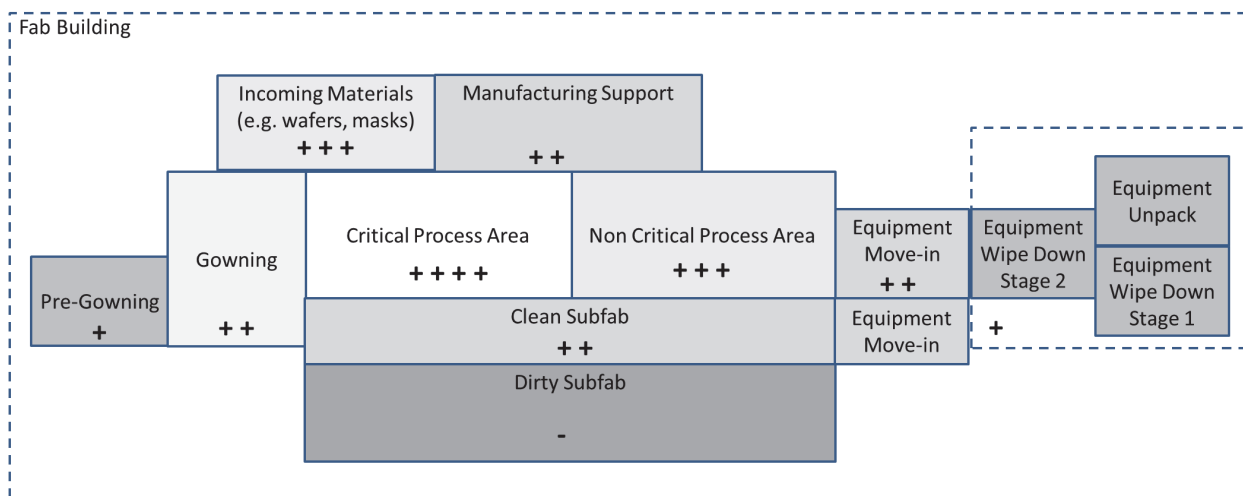 Fab Building
Incoming Materials
(e.g. wafers, masks)
+ + +
Manufacturing Support
+ +
Pre-Gowning
+
Gowning
+ +
Critical Process Area
+ + + +
Non Critical Process Area
+ + +
Equipment
Move-in
+ +
Equipment
Wipe Down
Stage 2
Equipment
Unpack
Equipment
Wipe Down
Stage 1
+
Clean Subfab
+ +
Equipment
Move-in
Dirty Subfab
-